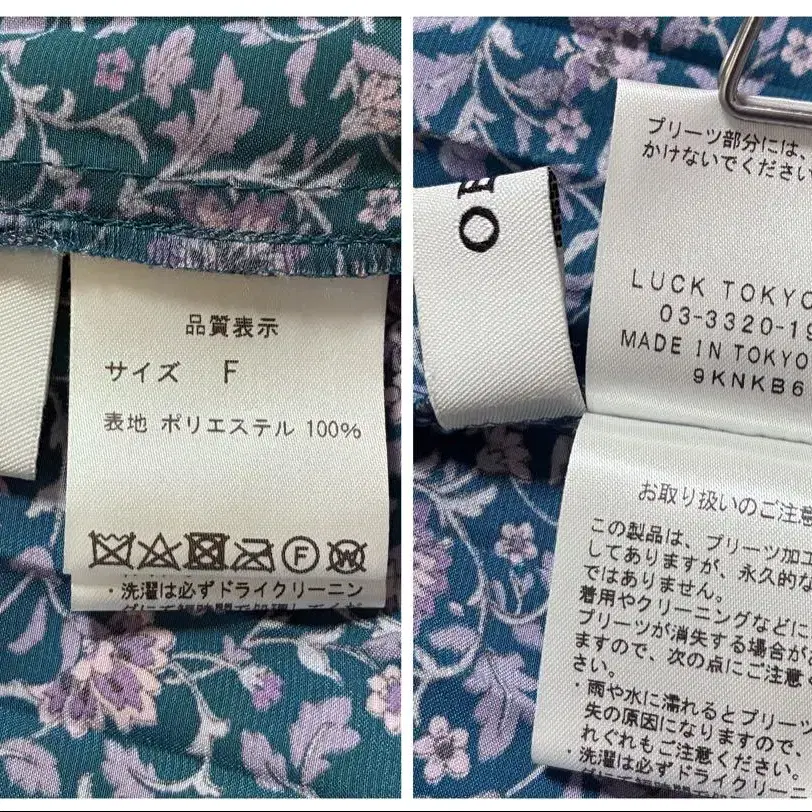 品質表示
サイズ F
表地 ポリエステル 100%
・洗濯は必ずドライクリーニン
OE
プリーツ部分には、
かけないでください
LUCK TOKYO
03-3320-19
MADE IN TOKYO
9KNKB6
お取り扱いのご注意
この製品は、プリーツ加工
してありますが、永久的な
ではありません。
着用やクリーニングなどに
プリーツが消失する場合が
ますので、次の点にご注意
さい。
・雨や水に濡れるとプリーツ
失の原因になりますので、
れぐれもご注意ください。
・洗濯は必ずドライクリーニ